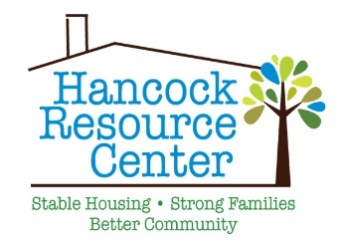 Hancock
Resource
Center
Stable Housing • Strong Families
Better Community